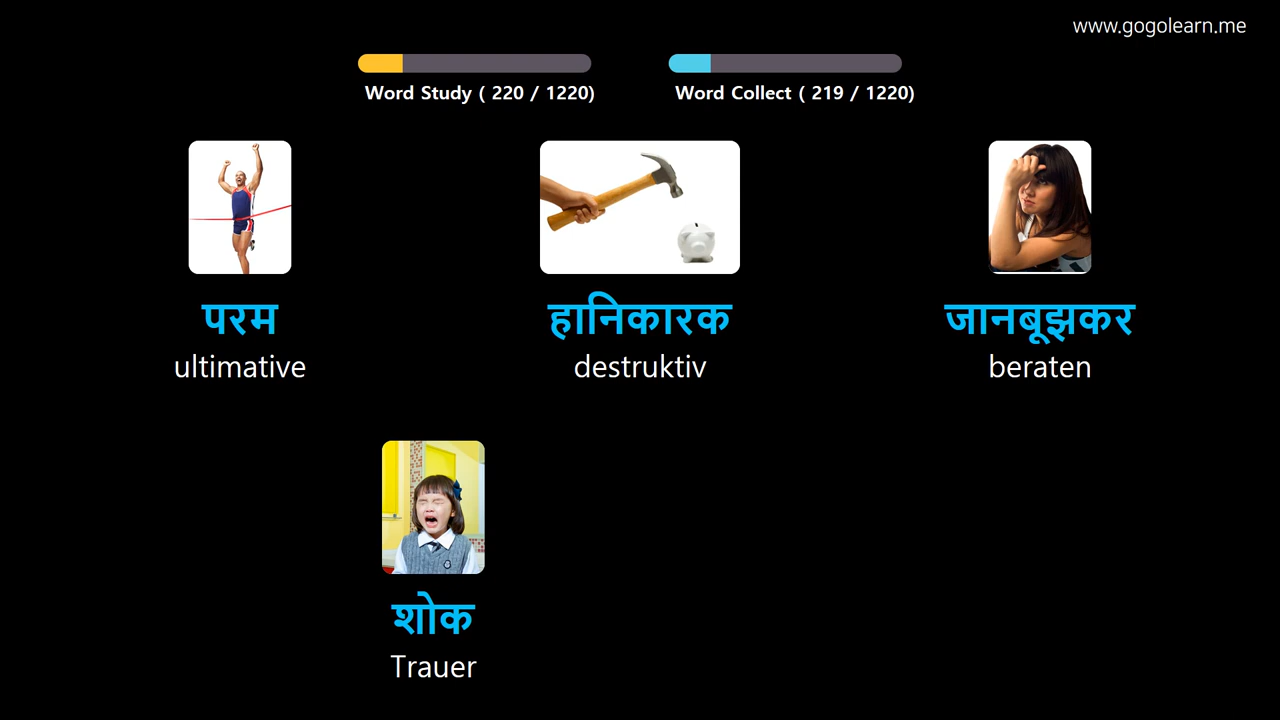 www.gogolearn.me
Word Study ( 220 / 1220)
Word Collect ( 219 / 1220)
परम
हानिकारक
जानबूझकर
ultimative
destruktiv
beraten
शोक
Trauer